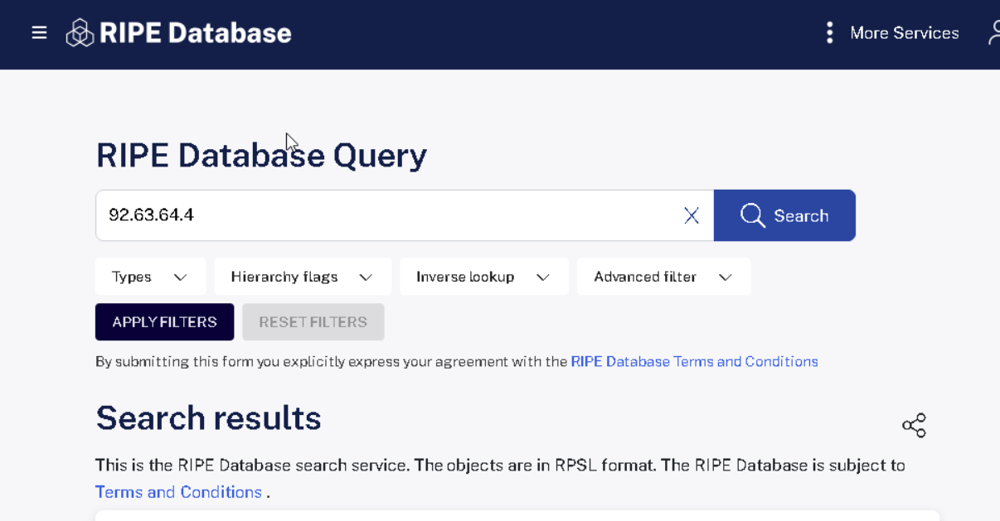 RIPE Database
More Services
RIPE Database Query
92.63.64.4
Search
Types
Hierarchy flags
Inverse lookup
Advanced filter
APPLY FILTERS
RESET FILTERS
By submitting this form you explicitly express your agreement with the RIPE Database Terms and Conditions
Search results
This is the RIPE Database search service. The objects are in RPSL format. The RIPE Database is subject to
Terms and Conditions .